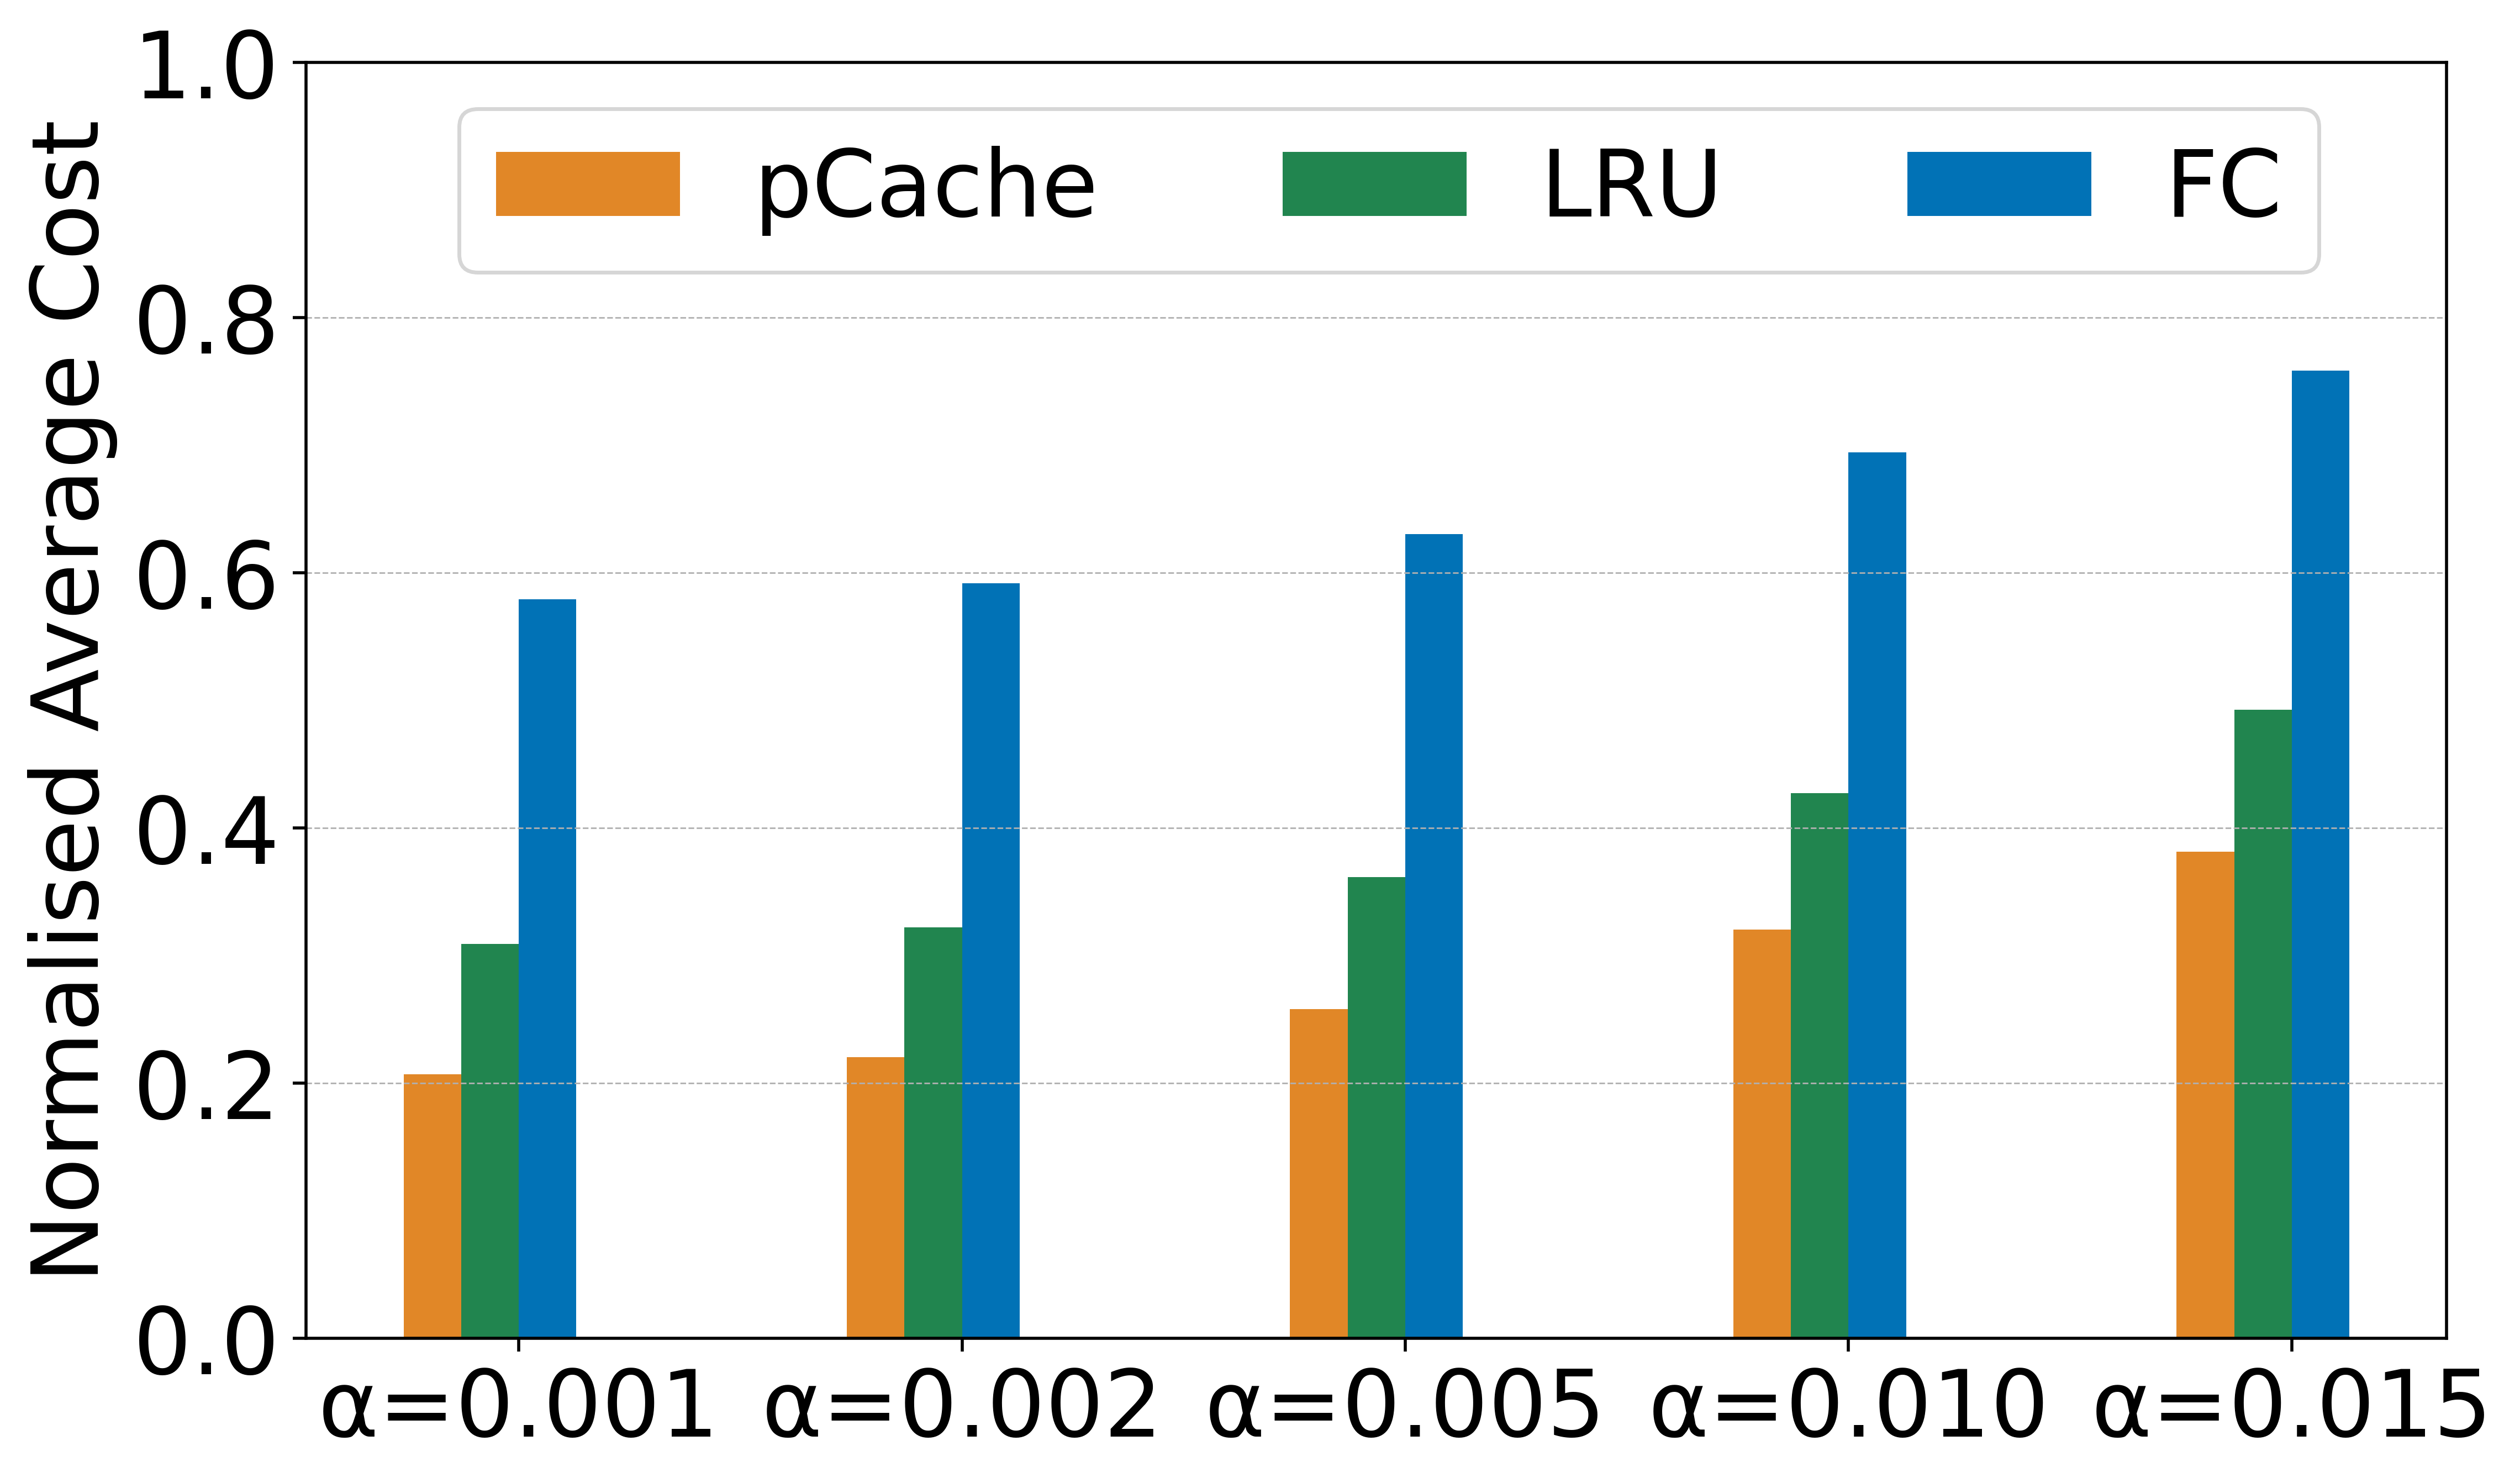 Normalised Average Cost
1.0
0.8
0.6
0.4
0.2
0.0
pCache LRU FC
α=0.001 α=0.002 α=0.005 α=0.010 α=0.015